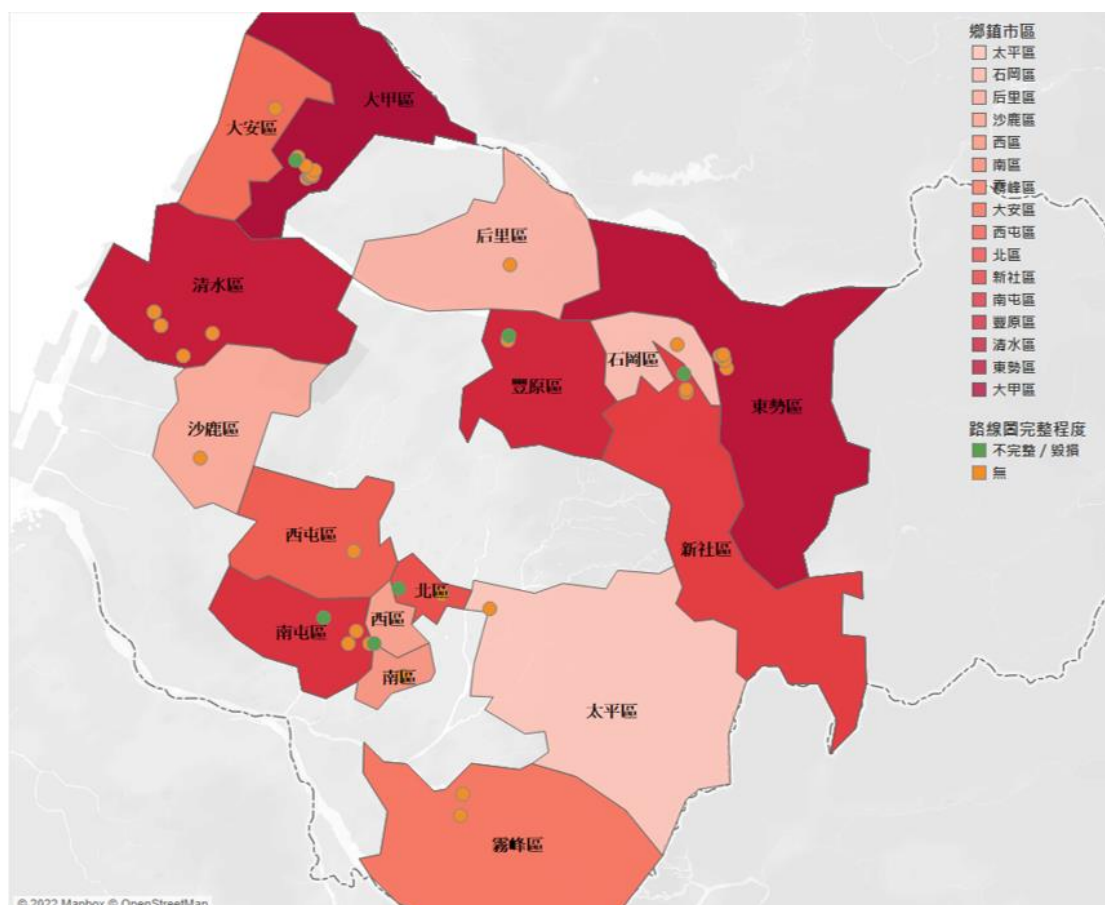 鄉鎮市區
太平區
石岡區
后里區
沙鹿區
西區
南區
霧峰區
大安區
西屯區
北區
新社區
南屯區
豐原區
清水區
東勢區
大甲區
路線圖完整程度
不完整 / 毀損
無
大甲區
大安區
后里區
清水區
石岡區
豐原區
東勢區
沙鹿區
西屯區
新社區
北區
西區
南屯區
南區
太平區
霧峰區
© 2022 Mapbox © OpenStreetMap